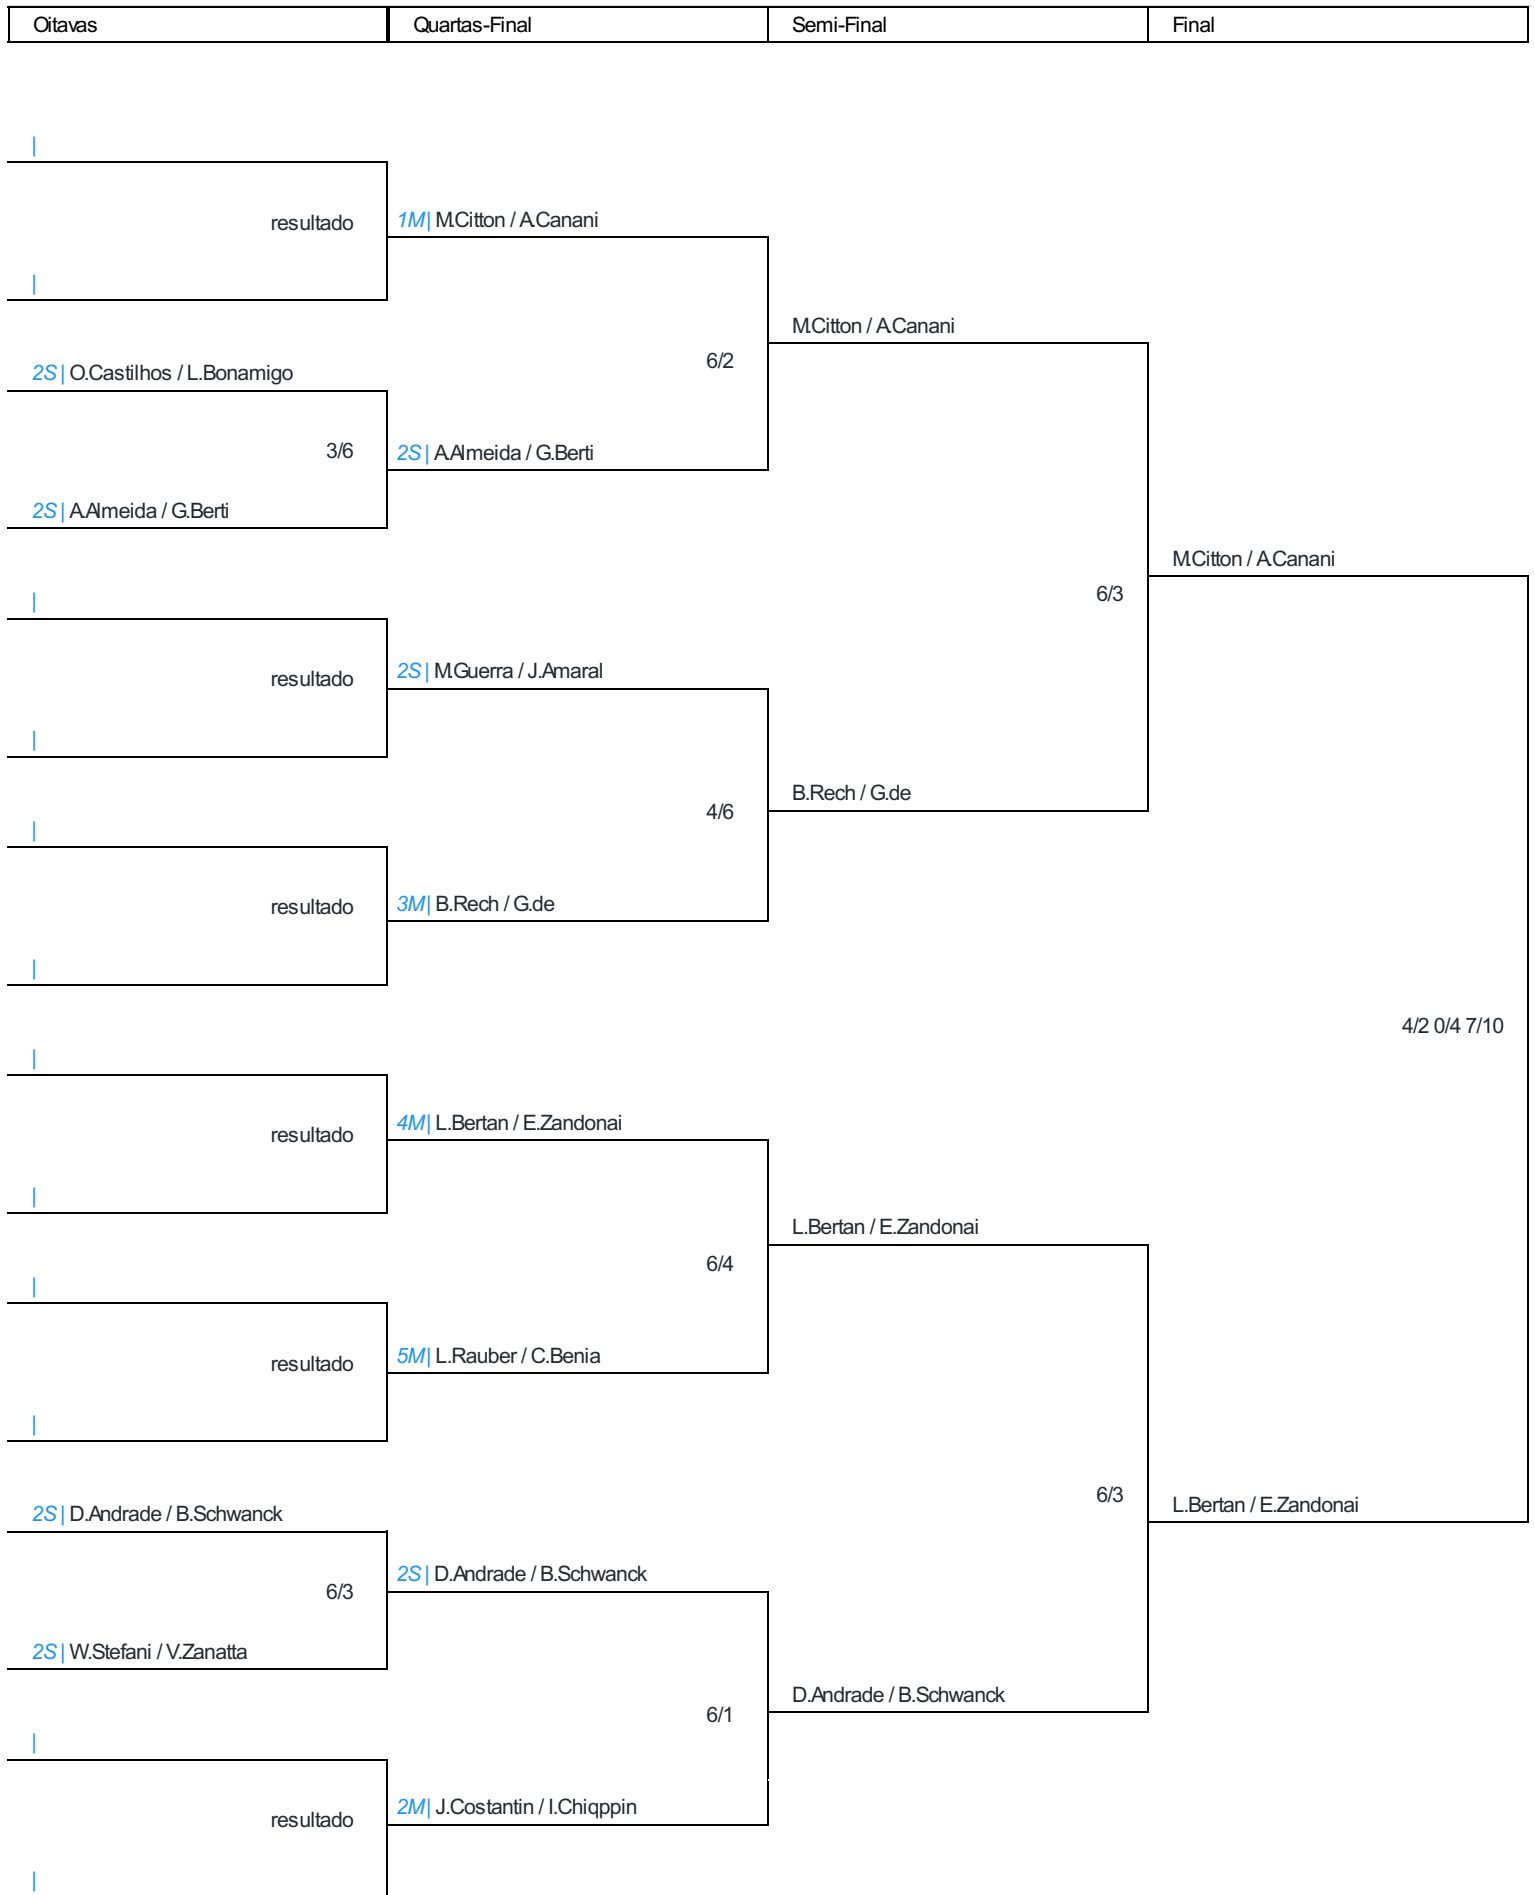 Oitavas Quartas-Final Semi-Final Final
|
resultado
1M| M.Citton / A.Canani
|
M.Citton / A.Canani
6/2
2S| O.Castilhos / L.Bonamigo
3/6
2S| A.Almeida / G.Berti
2S| A.Almeida / G.Berti
M.Citton / A.Canani
6/3
|
resultado
2S| M.Guerra / J.Amaral
|
B.Rech / G.de
4/6
|
resultado
3M| B.Rech / G.de
|
4/2 0/4 7/10
|
resultado
4M| L.Bertan / E.Zandonai
|
L.Bertan / E.Zandonai
6/4
|
resultado
5M| L.Rauber / C.Benia
|
6/3
L.Bertan / E.Zandonai
2S| D.Andrade / B.Schwanck
6/3
2S| D.Andrade / B.Schwanck
2S| W.Stefani / V.Zanatta
D.Andrade / B.Schwanck
6/1
|
resultado
2M| J.Costantin / I.Chiqppin
|